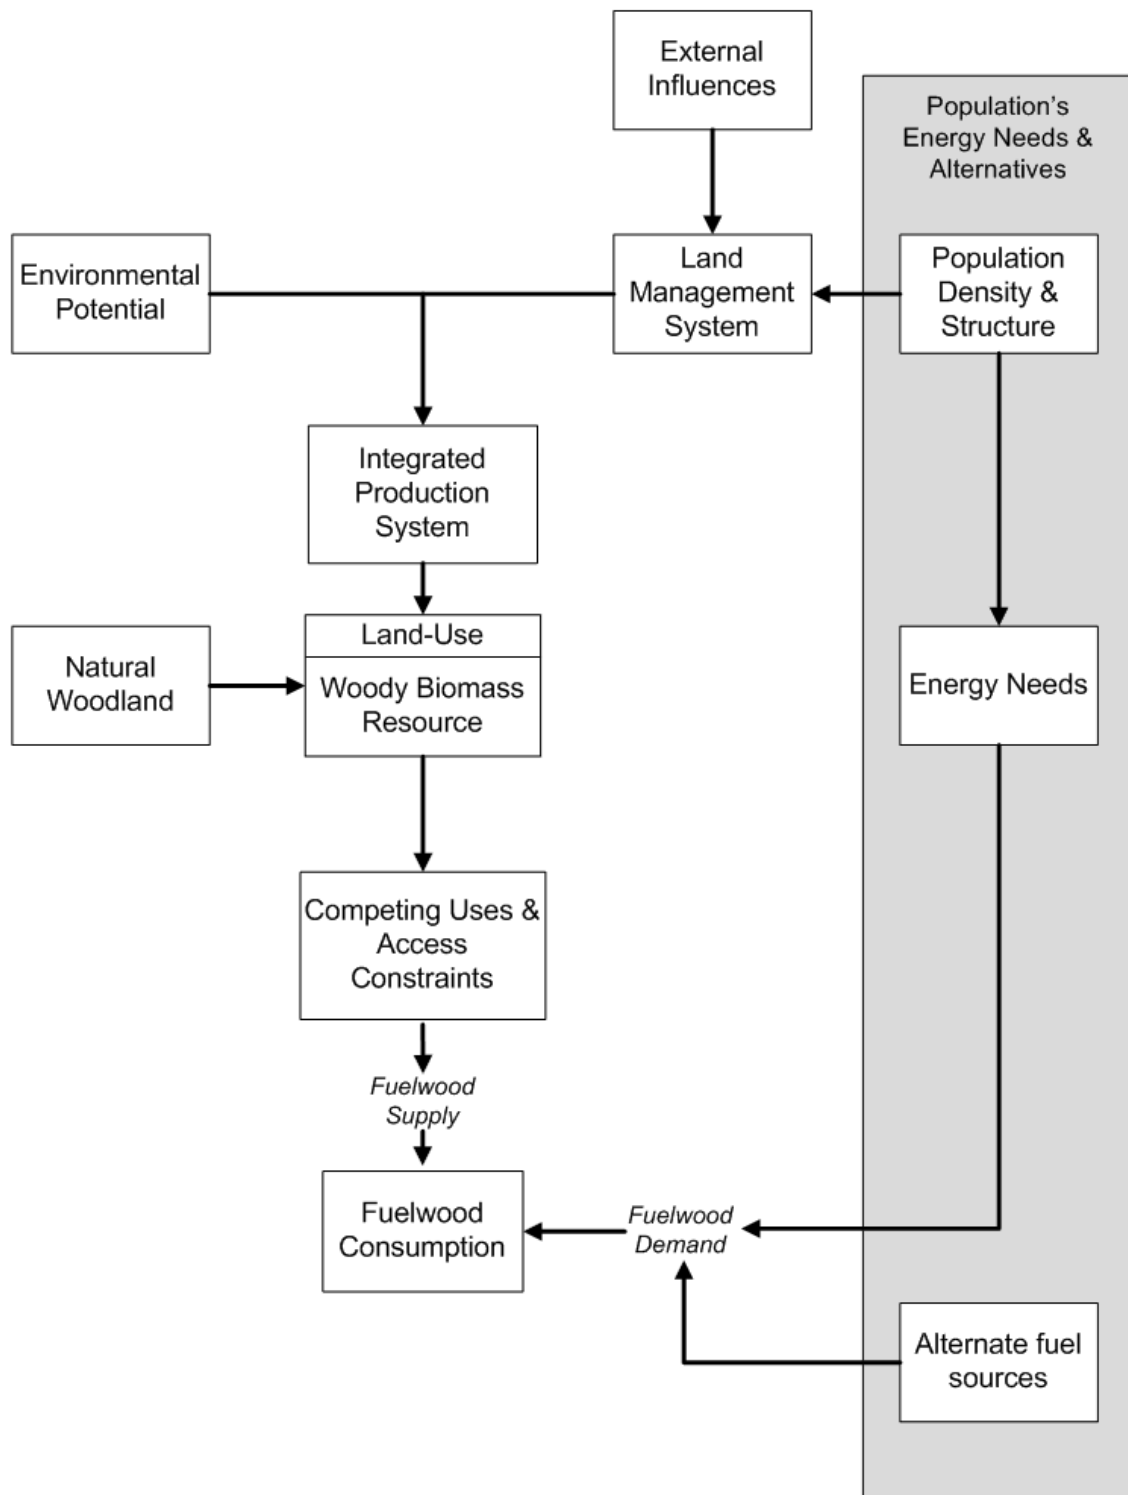 External
Influences
Population's
Energy Needs &
Alternatives
Environmental
Potential
Land
Management
System
Population
Density &
Structure
Integrated
Production
System
Land-Use
Natural
Woodland
Woody Biomass
Resource
Energy Needs
Competing Uses &
Access
Constraints
Fuelwood
Supply
Fuelwood
Consumption
Fuelwood
Demand
Alternate fuel
sources